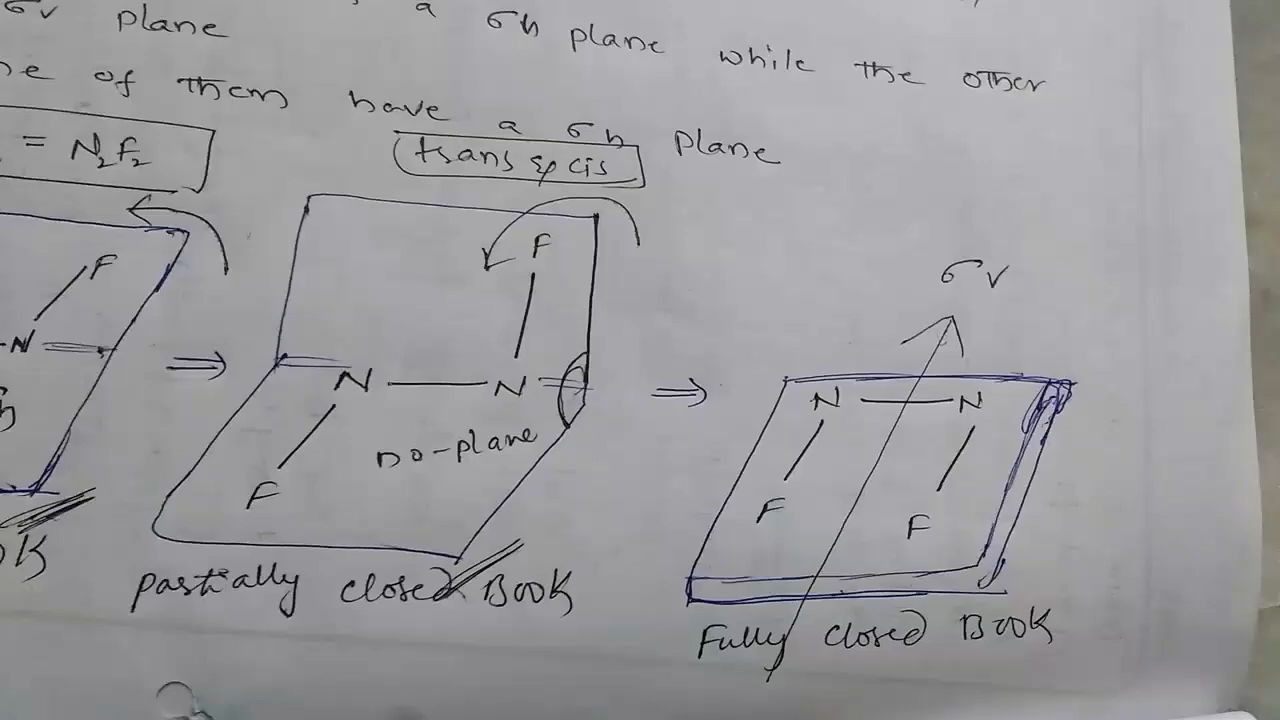 σv plane a σh plane while the other
of them have a σh plane
= N₂F₂
trans & cis
F
F
N
N N
no-plane
F
σv
N N
F F
partially closed Book
Fully closed Book